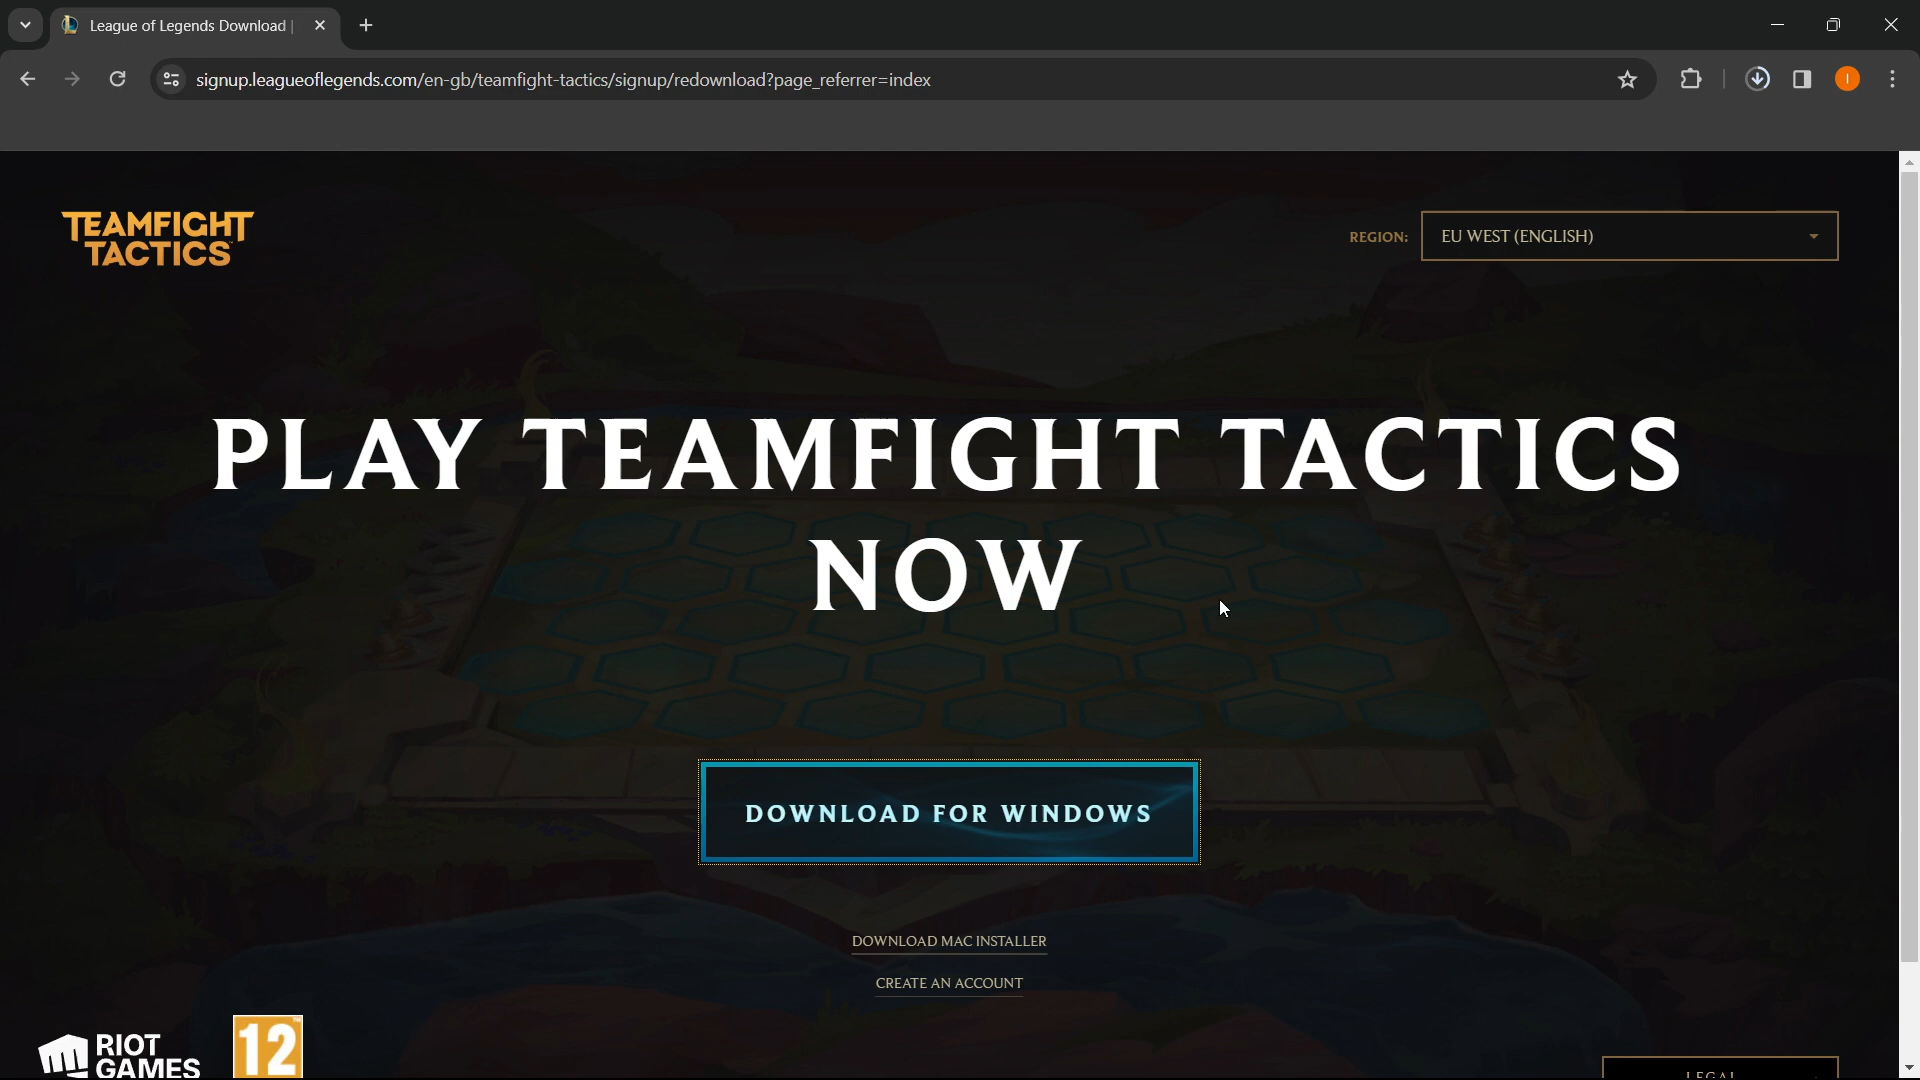 League of Legends Download |
signup.leagueoflegends.com/en-gb/teamfight-tactics/signup/redownload?page_referrer=index
I
TEAMFIGHT
TACTICS
REGION:
EU WEST (ENGLISH)
PLAY TEAMFIGHT TACTICS
NOW
DOWNLOAD FOR WINDOWS
DOWNLOAD MAC INSTALLER
CREATE AN ACCOUNT
RIOT
GAMES
12
LEGAL